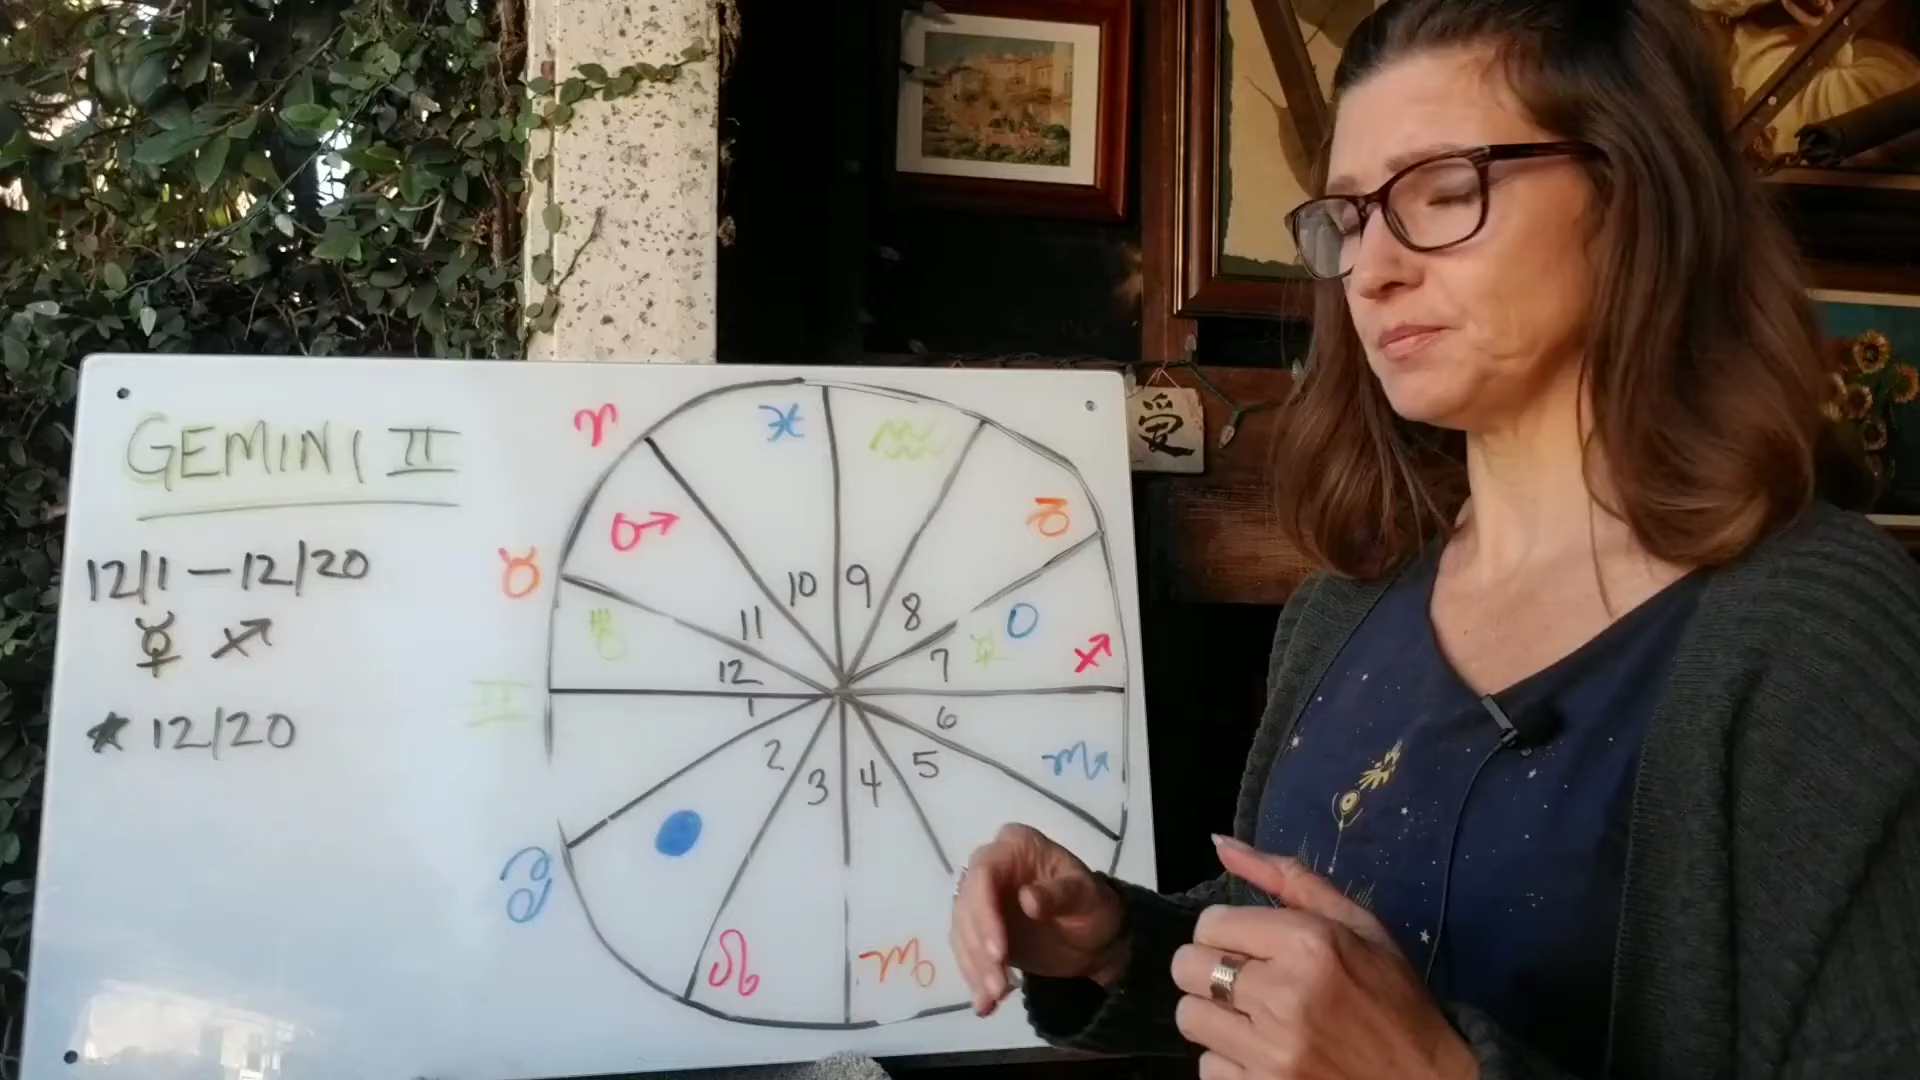 GEMINI ♊
12/1 – 12/20
☿ ♐
★ 12/20
♈ ♓ ♒
♂ ♑
♉ 10 9
11 8 ○
12 7 ☿ ♐
♊
1 6
2 3 4 5 ♏
♋
♌ ♍
愛